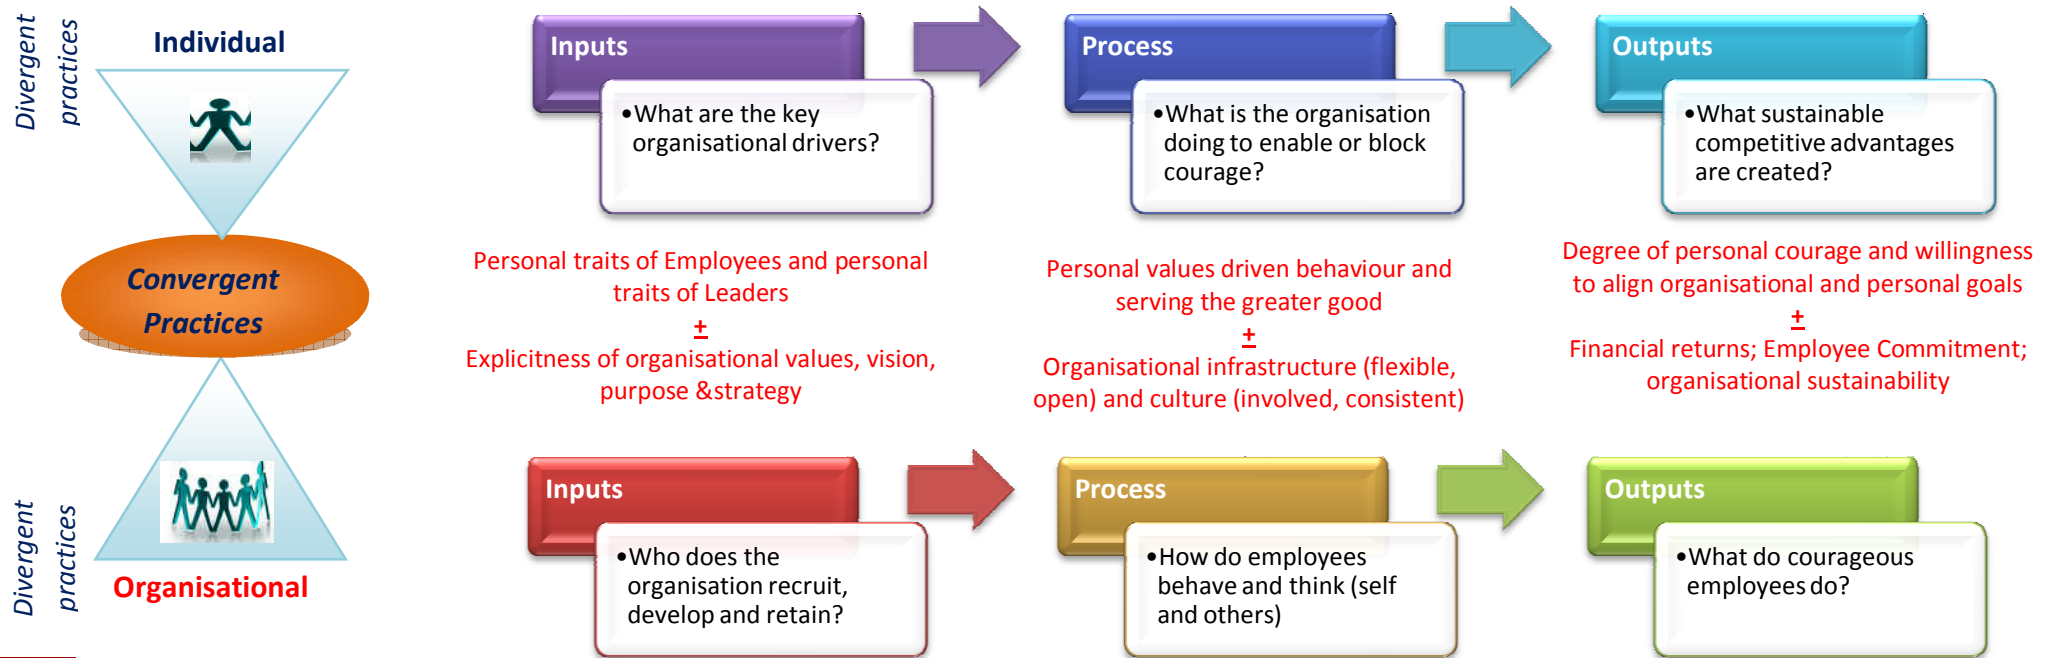 Divergent
practices
Individual
Convergent
Practices
Divergent
practices
Organisational
Inputs
•What are the key
organisational drivers?
Process
•What is the organisation
doing to enable or block
courage?
Outputs
•What sustainable
competitive advantages
are created?
Personal traits of Employees and personal
traits of Leaders
±
Explicitness of organisational values, vision,
purpose &strategy
Personal values driven behaviour and
serving the greater good
±
Organisational infrastructure (flexible,
open) and culture (involved, consistent)
Degree of personal courage and willingness
to align organisational and personal goals
±
Financial returns; Employee Commitment;
organisational sustainability
Inputs
•Who does the
organisation recruit,
develop and retain?
Process
•How do employees
behave and think (self
and others)
Outputs
•What do courageous
employees do?